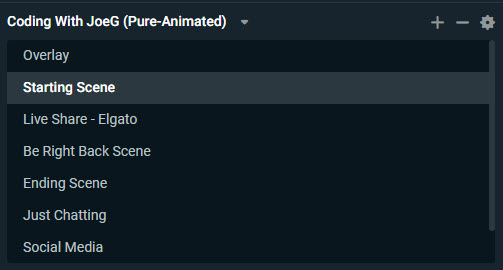 Coding With JoeG (Pure-Animated)
Overlay
Starting Scene
Live Share - Elgato
Be Right Back Scene
Ending Scene
Just Chatting
Social Media